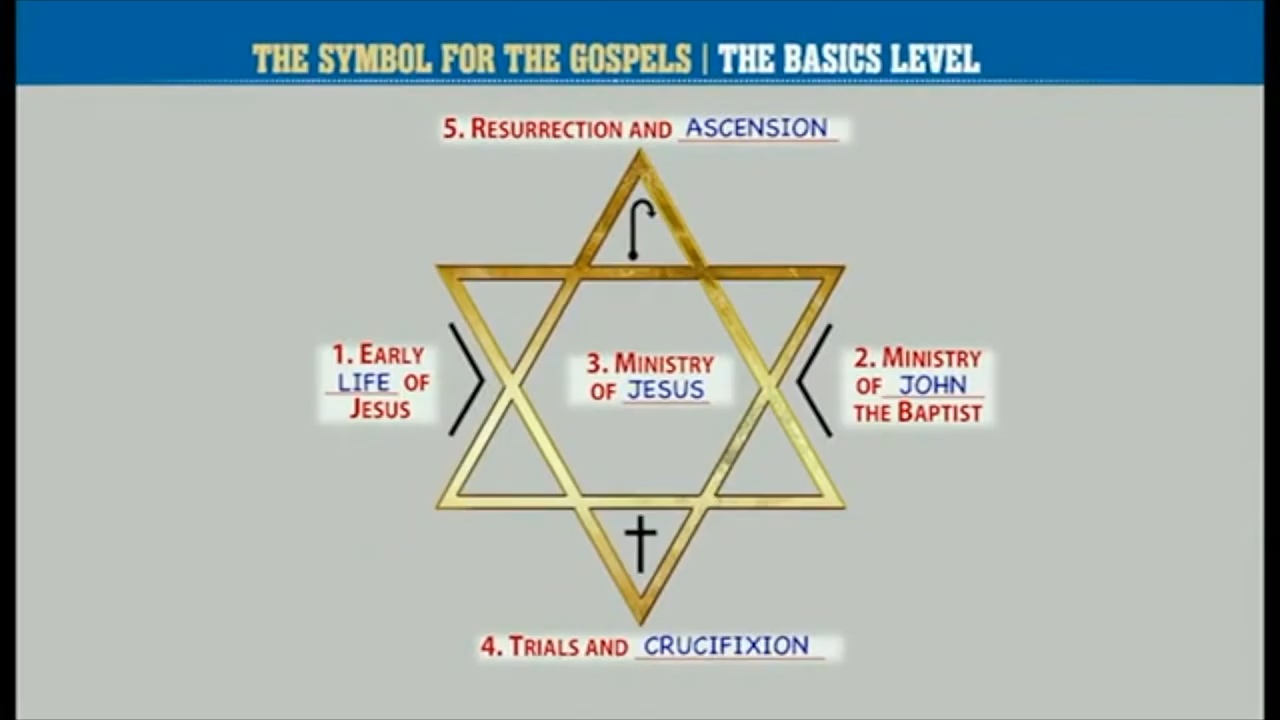 THE SYMBOL FOR THE GOSPELS | THE BASICS LEVEL
5. RESURRECTION AND ASCENSION
1. EARLY
LIFE OF
JESUS
3. MINISTRY
OF JESUS
2. MINISTRY
OF JOHN
THE BAPTIST
4. TRIALS AND CRUCIFIXION